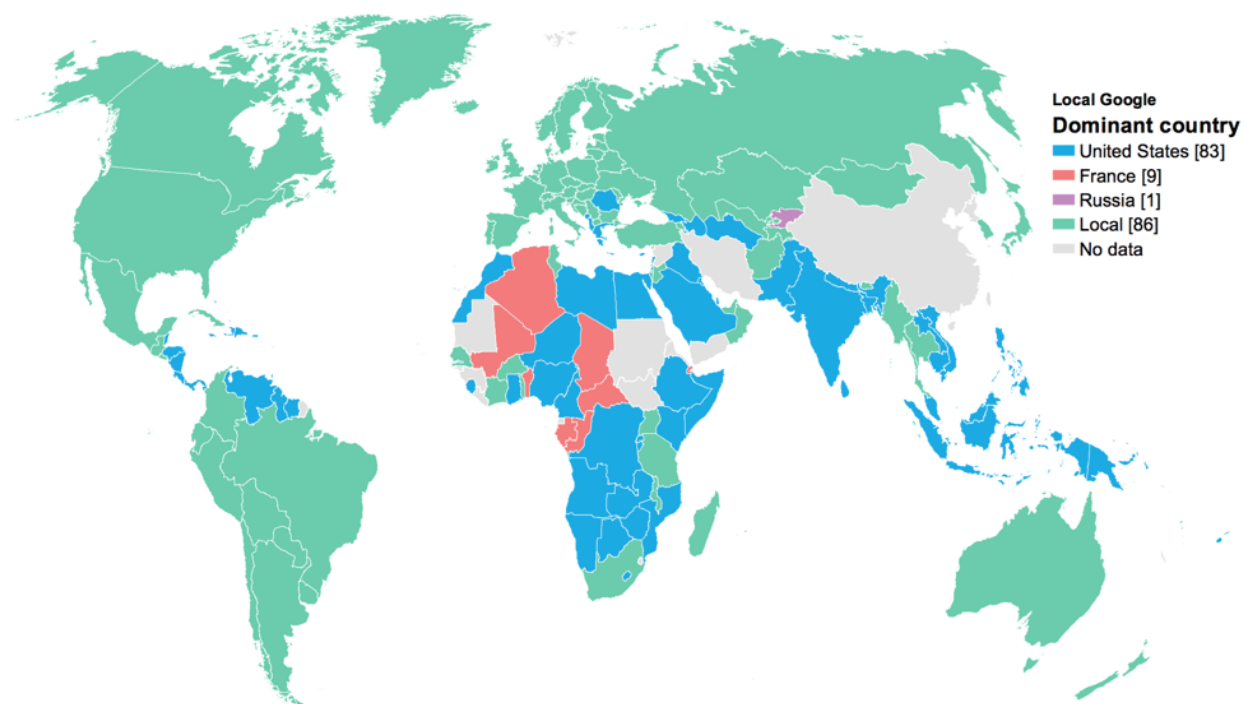 Local Google
Dominant country
United States [83]
France [9]
Russia [1]
Local [86]
No data